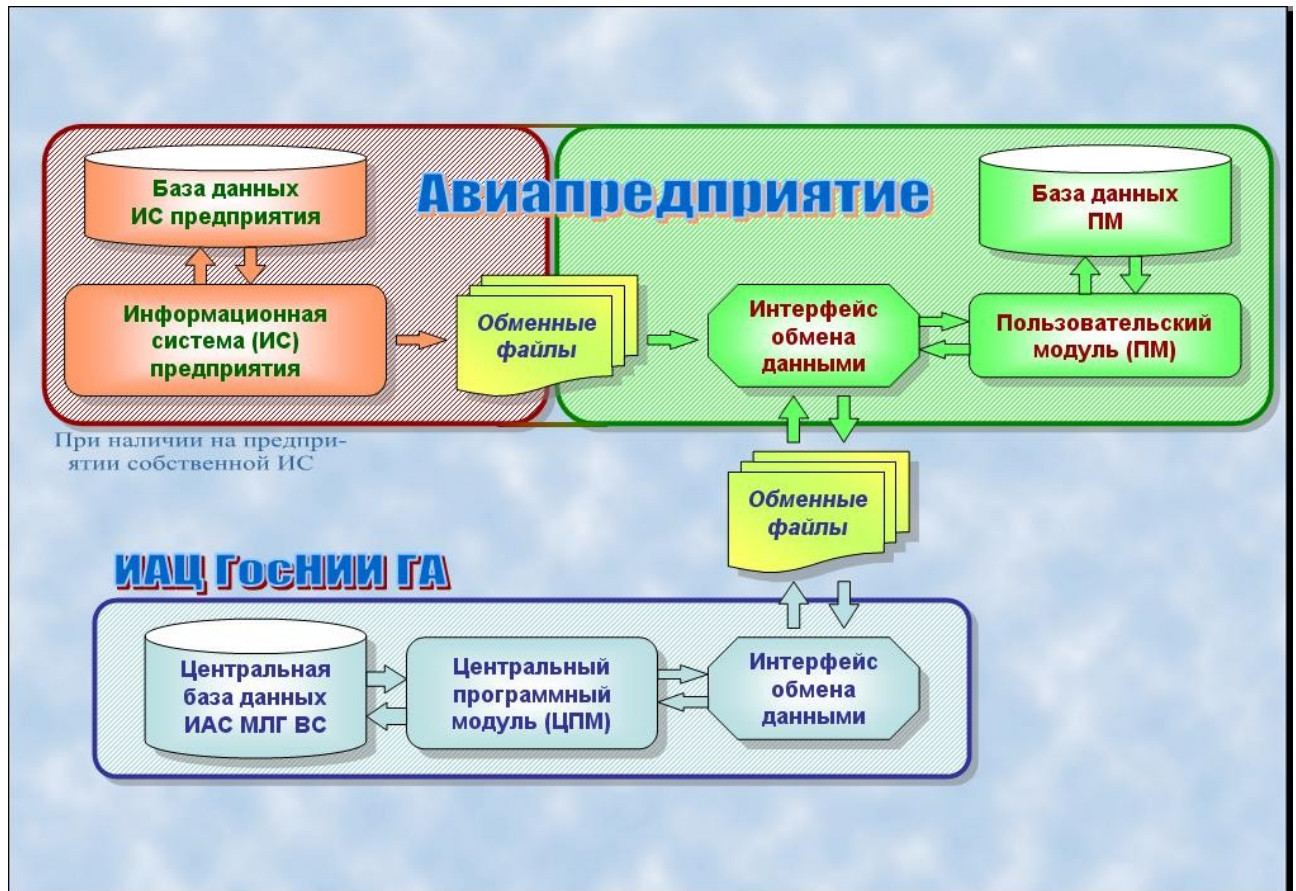 Авиапредприятие
База данных
ИС предприятия
База данных
ПМ
Информационная
система (ИС)
предприятия
Обменные
файлы
Интерфейс
обмена
данными
Пользовательский
модуль (ПМ)
При наличии на предпри-
ятии собственной ИС
Обменные
файлы
ИАЦ ГосНИИ ГА
Центральная
база данных
ИАС МЛГ ВС
Центральный
программный
модуль (ЦПМ)
Интерфейс
обмена
данными